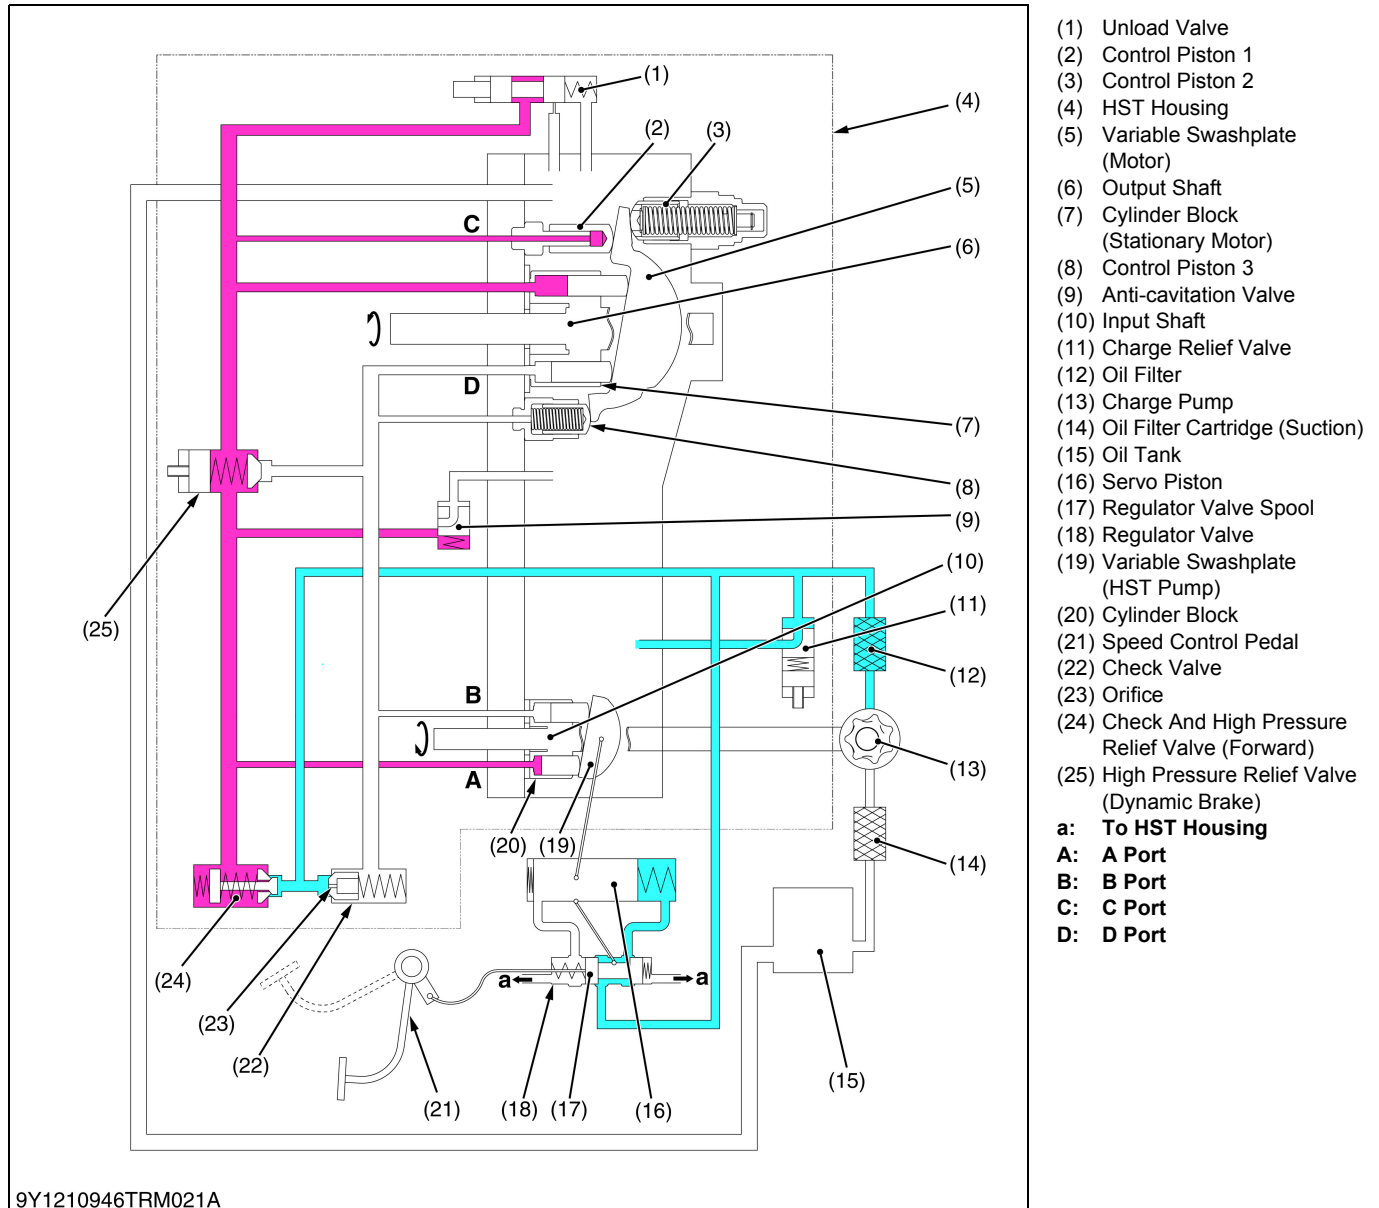 (1)
(2)
(3)
(4)
(5)
(6)
(7)
(8)
(9)
(10)
(11)
(12)
(13)
(14)
(15)
(16)
(17)
(18)
(19)
(20)
(21)
(22)
(23)
(24)
(25)
C
D
B
A
a
a
9Y1210946TRM021A
(1) Unload Valve
(2) Control Piston 1
(3) Control Piston 2
(4) HST Housing
(5) Variable Swashplate
(Motor)
(6) Output Shaft
(7) Cylinder Block
(Stationary Motor)
(8) Control Piston 3
(9) Anti-cavitation Valve
(10) Input Shaft
(11) Charge Relief Valve
(12) Oil Filter
(13) Charge Pump
(14) Oil Filter Cartridge (Suction)
(15) Oil Tank
(16) Servo Piston
(17) Regulator Valve Spool
(18) Regulator Valve
(19) Variable Swashplate
(HST Pump)
(20) Cylinder Block
(21) Speed Control Pedal
(22) Check Valve
(23) Orifice
(24) Check And High Pressure
Relief Valve (Forward)
(25) High Pressure Relief Valve
(Dynamic Brake)
a: To HST Housing
A: A Port
B: B Port
C: C Port
D: D Port